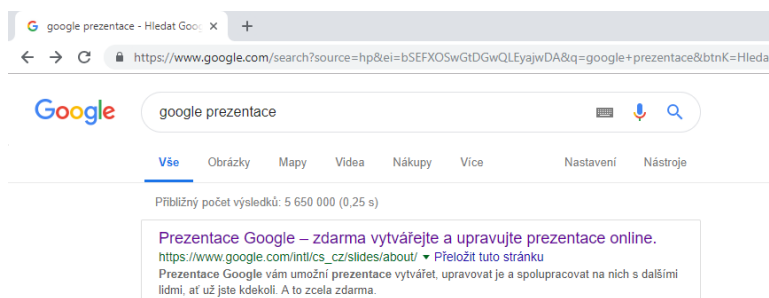 google prezentace - Hledat Goo
https://www.google.com/search?source=hp&ei=bSEFXOSwGtDGwQLEyajwDA&q=google+prezentace&btnK=Hleda
Google
google prezentace
Vše Obrázky Mapy Videa Nákupy Více Nastavení Nástroje
Přibližný počet výsledků: 5 650 000 (0,25 s)
Prezentace Google – zdarma vytvářejte a upravujte prezentace online.
https://www.google.com/intl/cs_cz/slides/about/ ▾ Přeložit tuto stránku
Prezentace Google vám umožní prezentace vytvářet, upravovat je a spolupracovat na nich s dalšími
lidmi, ať už jste kdekoli. A to zcela zdarma.